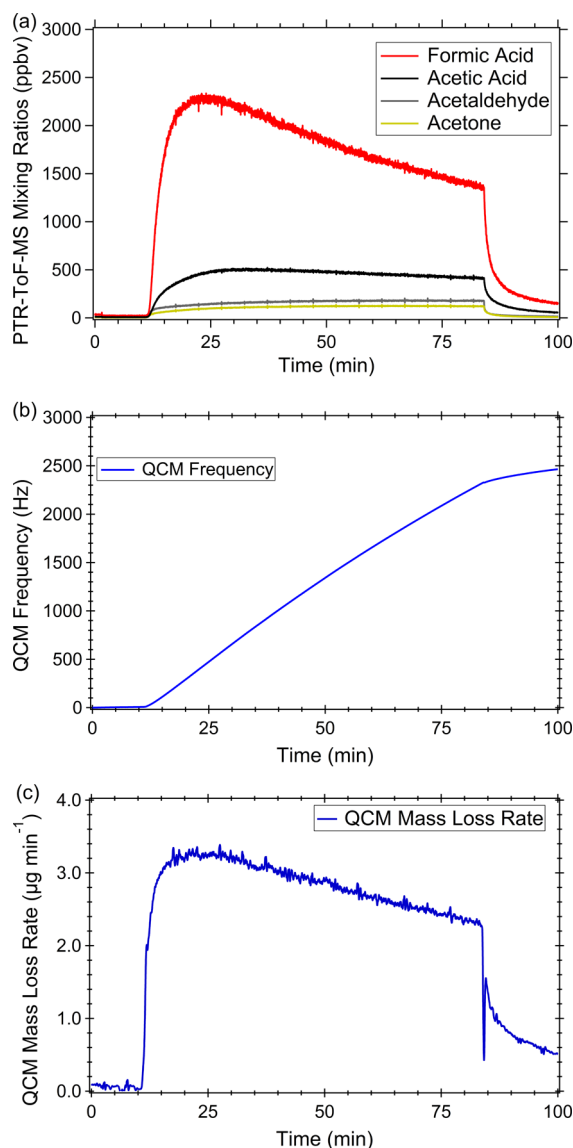 (a)
3000
2500
2000
1500
1000
500
0
PTR-ToF-MS Mixing Ratios (ppbv)
Formic Acid
Acetic Acid
Acetaldehyde
Acetone
0 25 50 75 100
Time (min)
(b)
3000
2500
2000
1500
1000
500
0
QCM Frequency (Hz)
QCM Frequency
0 25 50 75 100
Time (min)
(c)
4.0
3.0
2.0
1.0
0.0
QCM Mass Loss Rate (µg min⁻¹)
QCM Mass Loss Rate
0 25 50 75 100
Time (min)